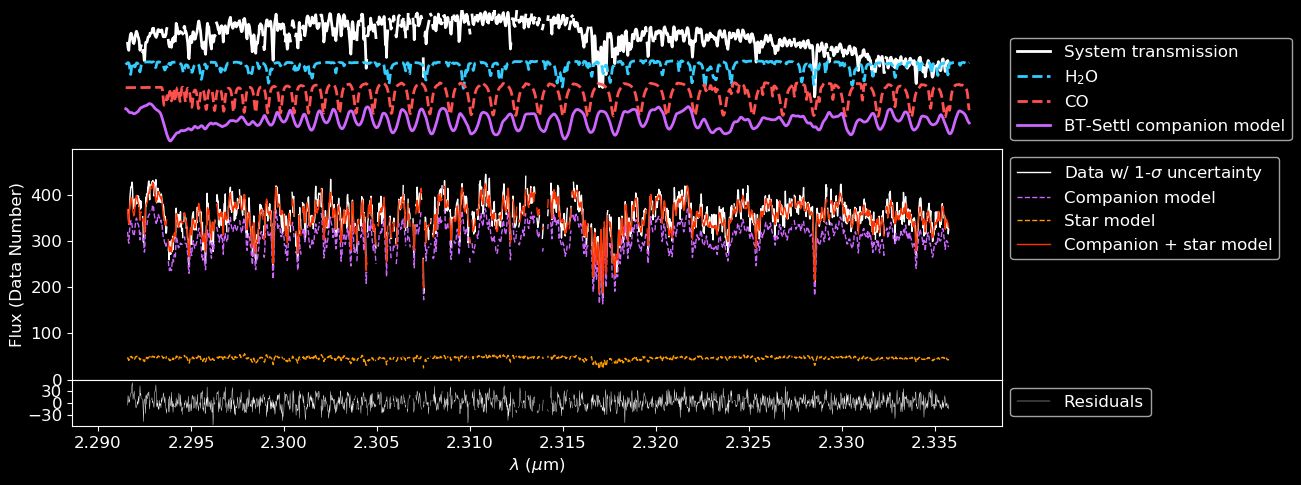 System transmission
H₂O
CO
BT-Settl companion model
Data w/ 1-σ uncertainty
Companion model
Star model
Companion + star model
Flux (Data Number)
400
300
200
100
0
30
0
−30
Residuals
2.290 2.295 2.300 2.305 2.310 2.315 2.320 2.325 2.330 2.335
λ (μm)